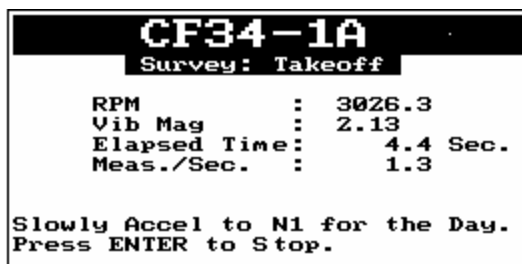 CF34-1A
Survey: Takeoff
RPM : 3026.3
Vib Mag : 2.13
Elapsed Time: 4.4 Sec.
Meas./Sec. : 1.3
Slowly Accel to N1 for the Day.
Press ENTER to Stop.